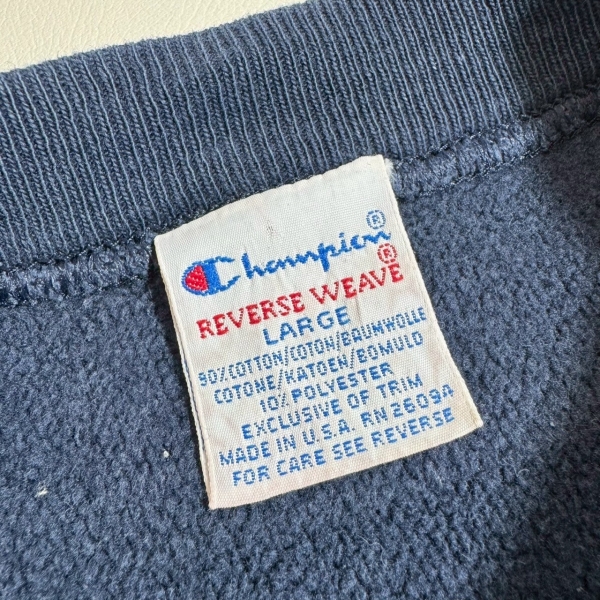 Champion®
REVERSE WEAVE®
LARGE
90%COTTON/COTON/BAUMWOLLE
COTONE/KATOEN/BOMULD
10% POLYESTER
EXCLUSIVE OF TRIM
MADE IN U.S.A. RN 26094
FOR CARE SEE REVERSE